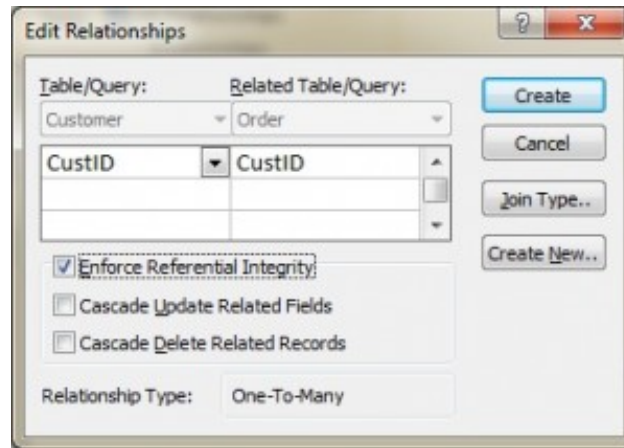 Edit Relationships
Table/Query: Related Table/Query:
Customer Order
CustID CustID
Enforce Referential Integrity
Cascade Update Related Fields
Cascade Delete Related Records
Relationship Type: One-To-Many
Create
Cancel
Join Type..
Create New..